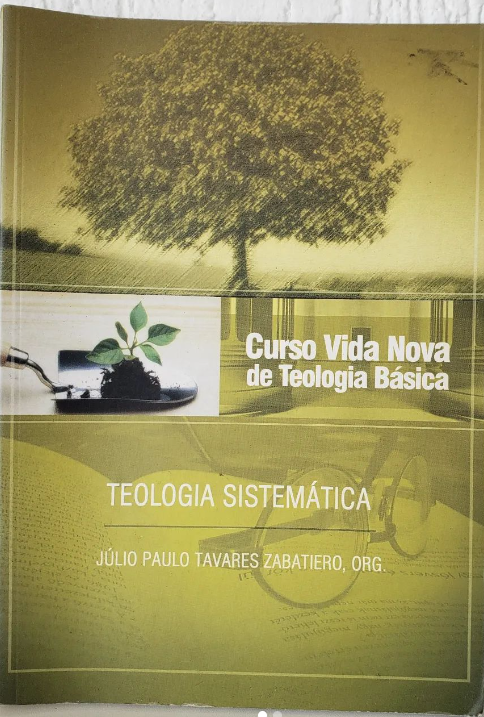 Curso Vida Nova
de Teologia Básica
TEOLOGIA SISTEMÁTICA
JÚLIO PAULO TAVARES ZABATIERO, ORG.